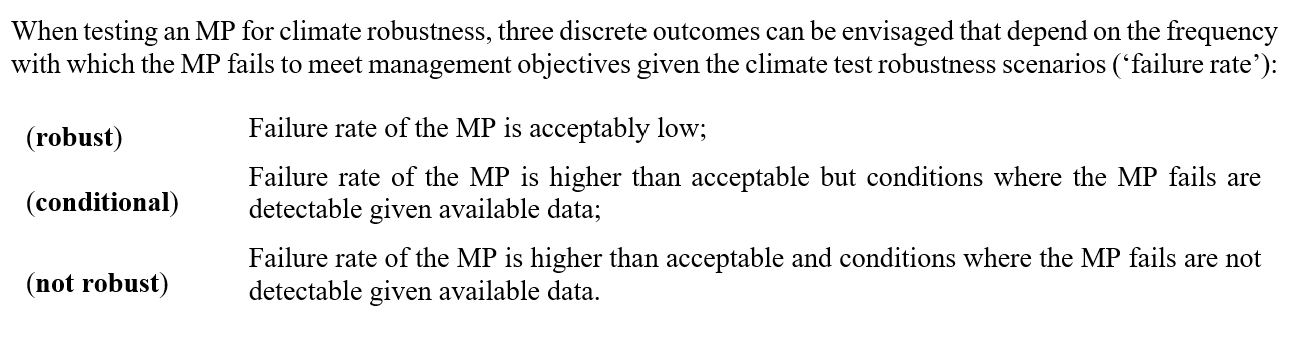 When testing an MP for climate robustness, three discrete outcomes can be envisaged that depend on the frequency
with which the MP fails to meet management objectives given the climate test robustness scenarios (‘failure rate’):
(robust) Failure rate of the MP is acceptably low;
(conditional) Failure rate of the MP is higher than acceptable but conditions where the MP fails are
detectable given available data;
(not robust) Failure rate of the MP is higher than acceptable and conditions where the MP fails are not
detectable given available data.